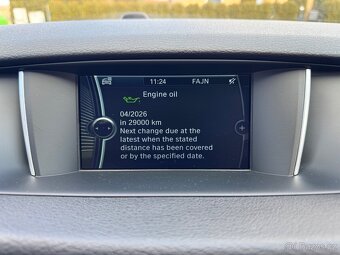 11:24 FAJN
Engine oil
04/2026
in 29000 km
Next change due at the
latest when the stated
distance has been covered
or by the specified date.